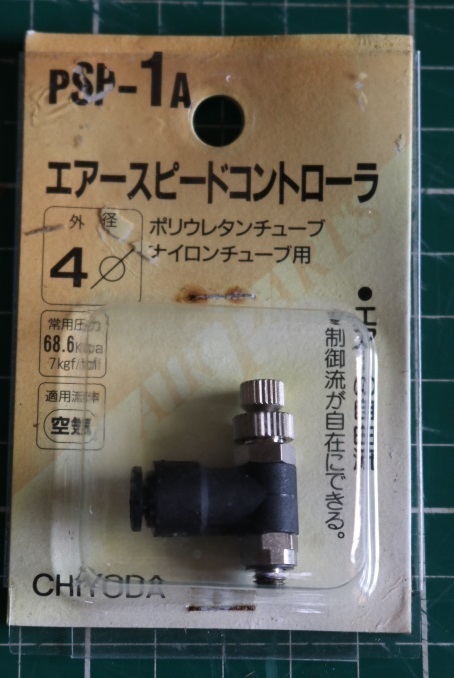 PSP-1A
エアースピードコントローラ
外径
4ø
ポリウレタンチューブ
ナイロンチューブ用
常用圧力
68.6
7kgf/
適用流体
空気
●エア
制御流が自在にできる。
CHIYODA